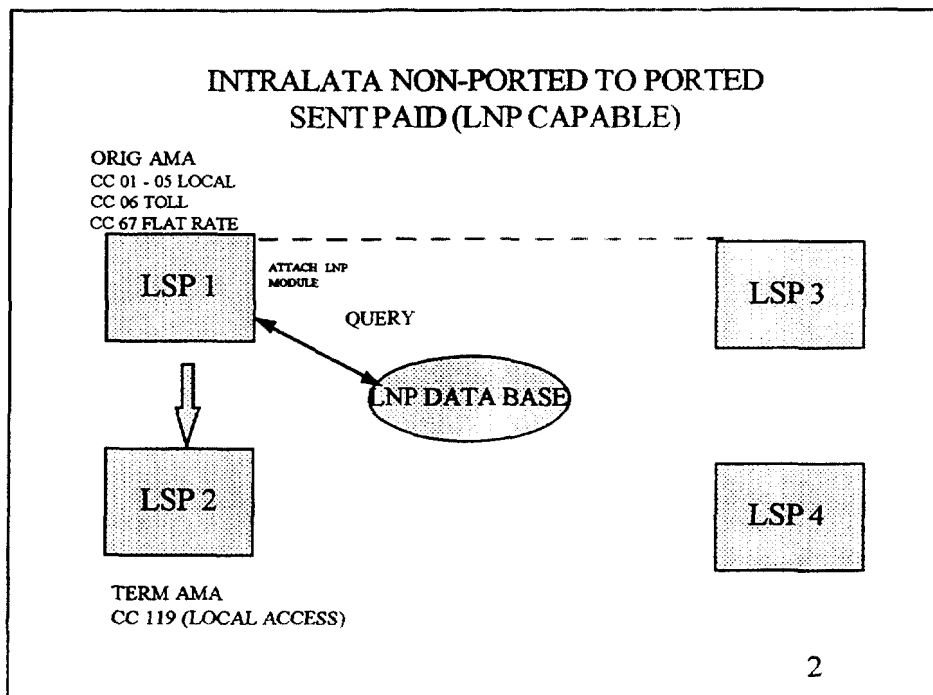 INTRALATA NON-PORTED TO PORTED
SENT PAID (LNP CAPABLE)
ORIG AMA
CC 01 - 05 LOCAL
CC 06 TOLL
CC 67 FLAT RATE
LSP 1
ATTACH LNP
MODULE
QUERY
LSP 3
LNP DATA BASE
LSP 2
LSP 4
TERM AMA
CC 119 (LOCAL ACCESS)
2